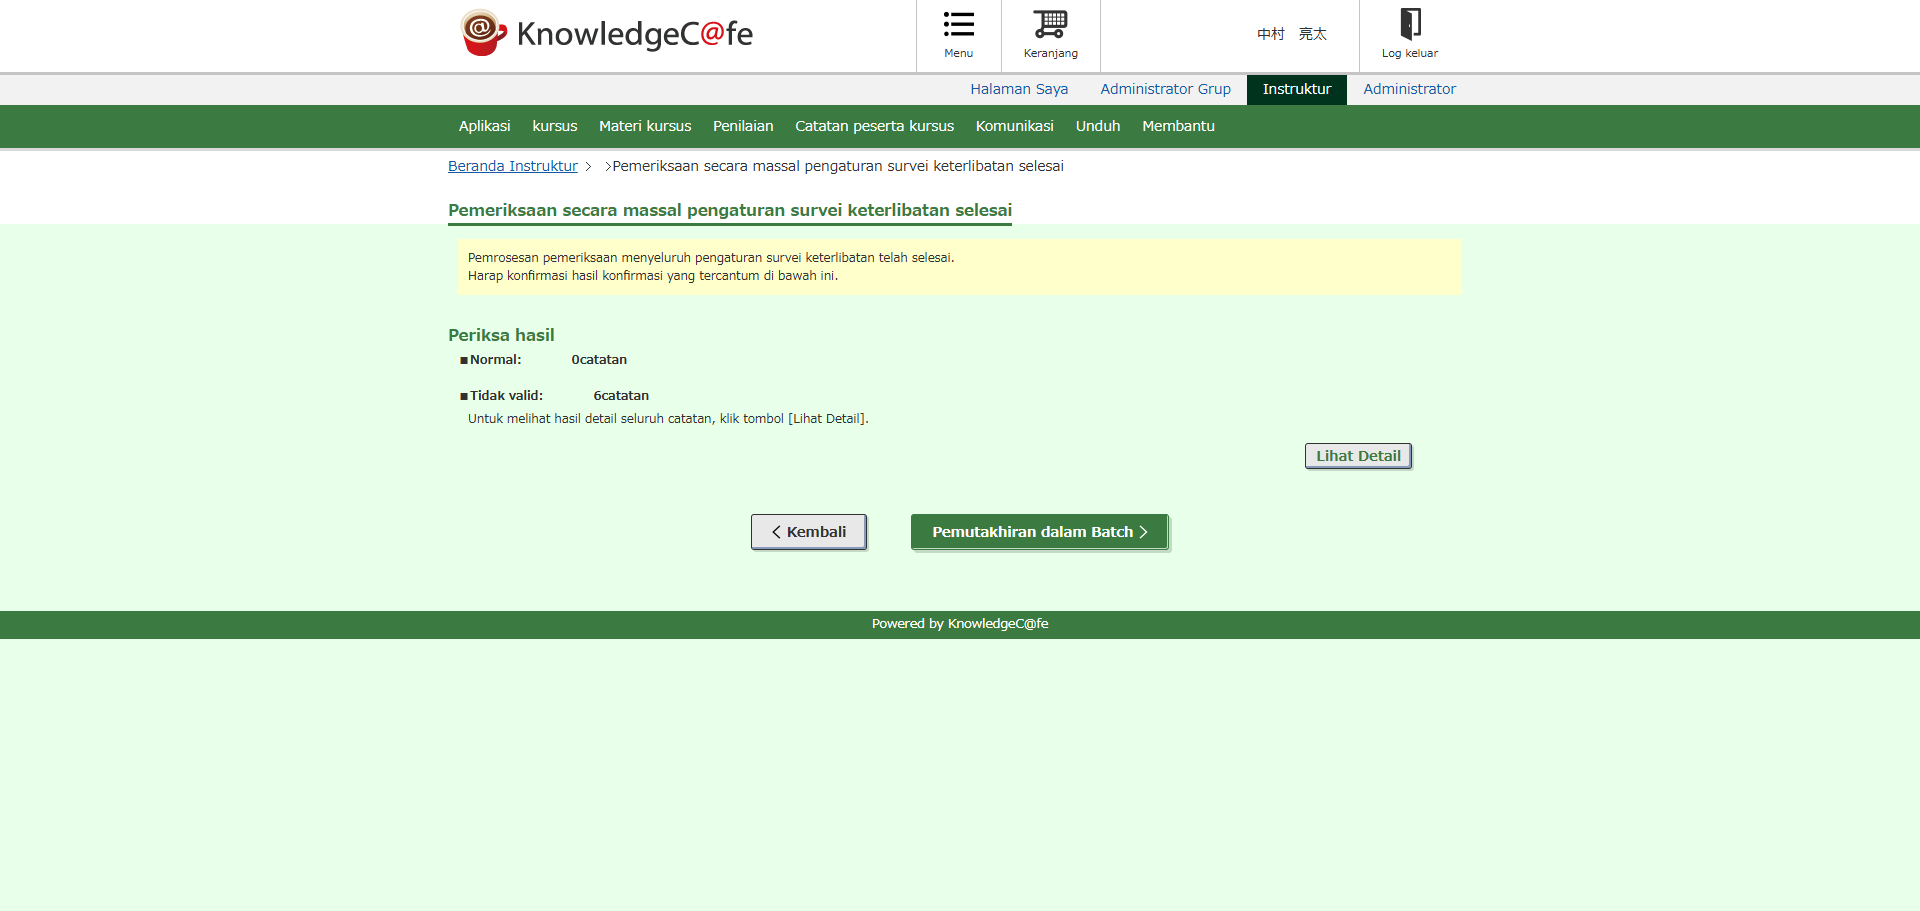 KnowledgeC@fe
Menu
Keranjang
中村　亮太
Log keluar
Halaman Saya
Administrator Grup
Instruktur
Administrator
Aplikasi
kursus
Materi kursus
Penilaian
Catatan peserta kursus
Komunikasi
Unduh
Membantu
Beranda Instruktur > >Pemeriksaan secara massal pengaturan survei keterlibatan selesai
Pemeriksaan secara massal pengaturan survei keterlibatan selesai
Pemrosesan pemeriksaan menyeluruh pengaturan survei keterlibatan telah selesai.
Harap konfirmasi hasil konfirmasi yang tercantum di bawah ini.
Periksa hasil
■Normal: 0catatan
■Tidak valid: 6catatan
Untuk melihat hasil detail seluruh catatan, klik tombol [Lihat Detail].
Lihat Detail
< Kembali
Pemutakhiran dalam Batch >
Powered by KnowledgeC@fe